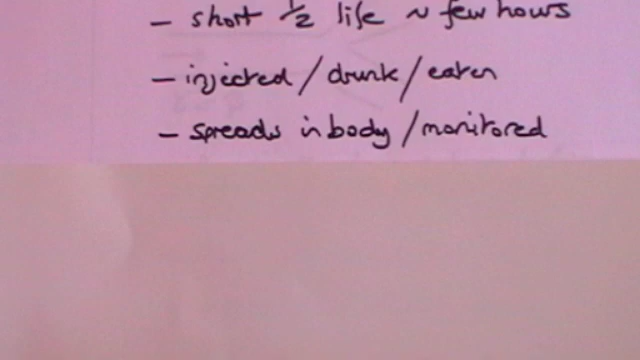 - short 1/2 life ~ few hours
- injected / drunk / eaten
- spreads in body / monitored